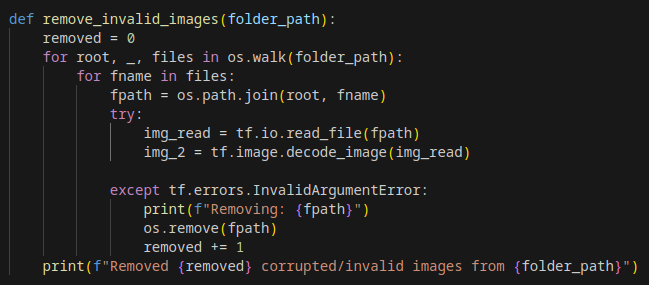 def remove_invalid_images(folder_path):
    removed = 0
    for root, _, files in os.walk(folder_path):
        for fname in files:
            fpath = os.path.join(root, fname)
            try:
                img_read = tf.io.read_file(fpath)
                img_2 = tf.image.decode_image(img_read)

            except tf.errors.InvalidArgumentError:
                print(f"Removing: {fpath}")
                os.remove(fpath)
                removed += 1
    print(f"Removed {removed} corrupted/invalid images from {folder_path}")